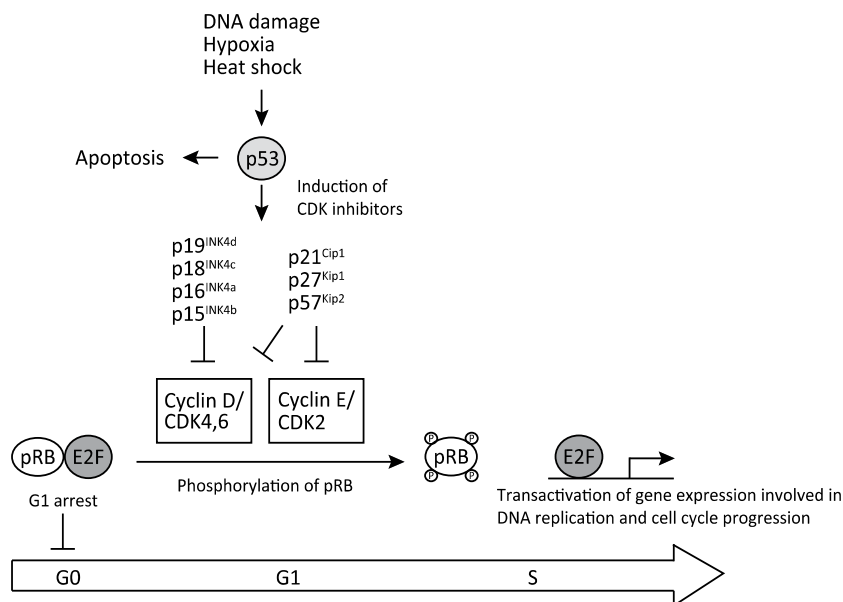 DNA damage
Hypoxia
Heat shock
Apoptosis
p53
Induction of
CDK inhibitors
p19INK4d
p18INK4c
p16INK4a
p15INK4b
p21Cip1
p27Kip1
p57Kip2
Cyclin D/
CDK4,6
Cyclin E/
CDK2
pRB
E2F
G1 arrest
Phosphorylation of pRB
P
P
pRB
P
P
E2F
Transactivation of gene expression involved in
DNA replication and cell cycle progression
G0
G1
S